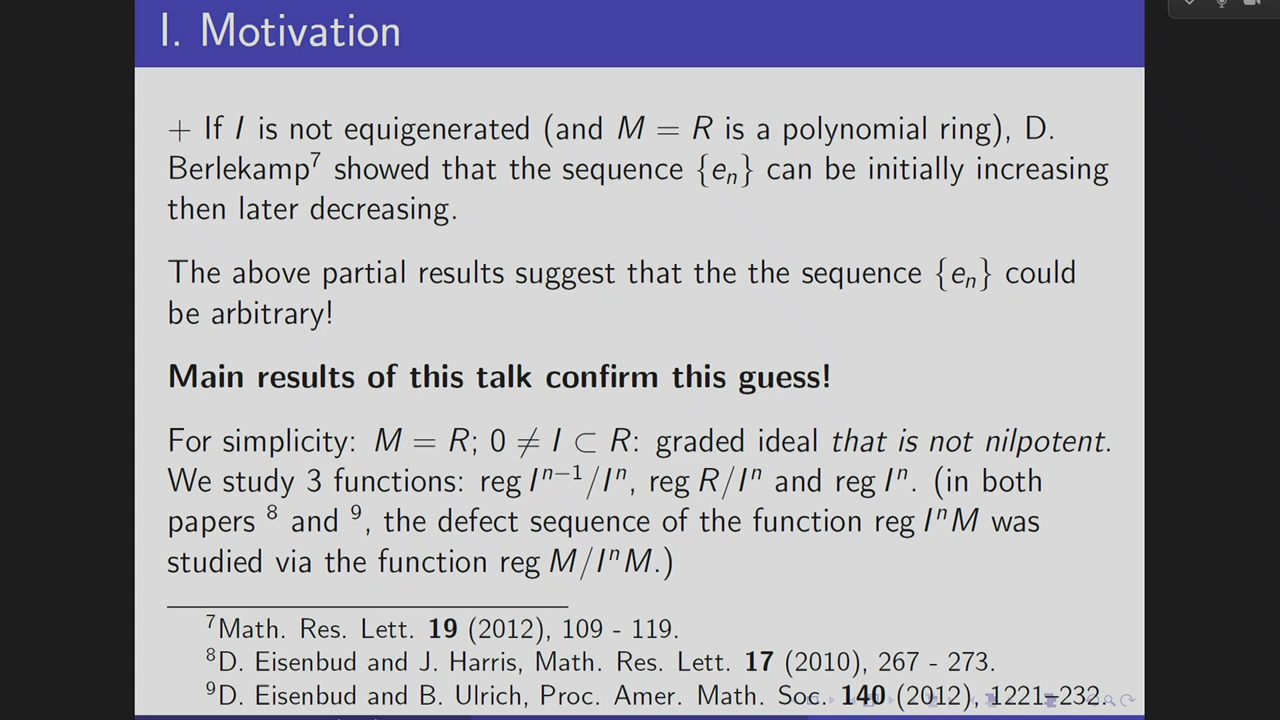 I. Motivation
+ If I is not equigenerated (and M = R is a polynomial ring), D.
Berlekamp⁷ showed that the sequence {eₙ} can be initially increasing
then later decreasing.
The above partial results suggest that the the sequence {eₙ} could
be arbitrary!
Main results of this talk confirm this guess!
For simplicity: M = R; 0 ≠ I ⊂ R: graded ideal that is not nilpotent.
We study 3 functions: reg Iⁿ⁻¹/Iⁿ, reg R/Iⁿ and reg Iⁿ. (in both
papers ⁸ and ⁹, the defect sequence of the function reg IⁿM was
studied via the function reg M/IⁿM.)
⁷Math. Res. Lett. 19 (2012), 109 - 119.
⁸D. Eisenbud and J. Harris, Math. Res. Lett. 17 (2010), 267 - 273.
⁹D. Eisenbud and B. Ulrich, Proc. Amer. Math. Soc. 140 (2012), 1221–232.